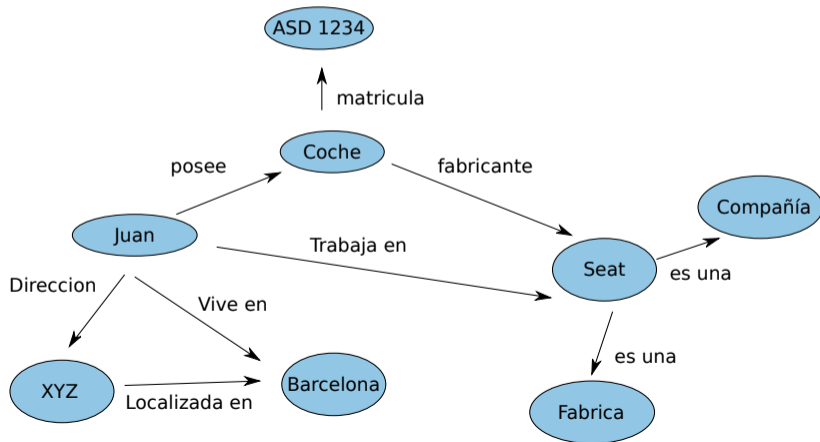 ASD 1234
matricula
Coche
posee
fabricante
Compañía
Juan
Trabaja en
Seat
es una
Direccion
Vive en
es una
XYZ
Localizada en
Barcelona
Fabrica